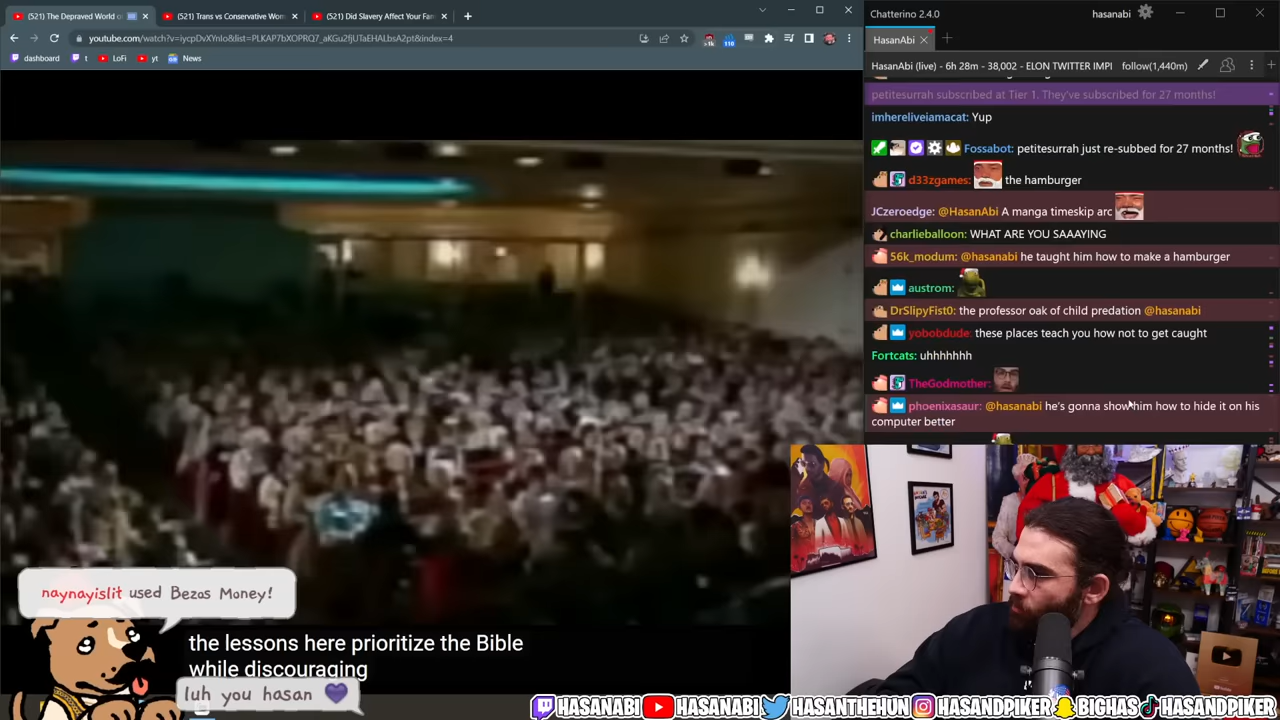 (521) The Depraved World o
(521) Trans vs Conservative Wom
(521) Did Slavery Affect Your Fam
youtube.com/watch?v=iycpDvXYnlo&list=PLKAP7bXOPRQ7_aKGu2fjUTaEHALbsA2pt&index=4
dashboard
t
LoFi
yt
News
Chatterino 2.4.0
hasanabi
HasanAbi
HasanAbi (live) - 6h 28m - 38,002 - ELON TWITTER IMPI
follow(1,440m)
petitesurrah subscribed at Tier 1. They've subscribed for 27 months!
imhereliveiamacat: Yup
Fossabot: petitesurrah just re-subbed for 27 months!
d33zgames: the hamburger
JCzeroedge: @HasanAbi A manga timeskip arc
charlieballoon: WHAT ARE YOU SAAAYING
56k_modum: @hasanabi he taught him how to make a hamburger
austrom:
DrSlipyFist0: the professor oak of child predation @hasanabi
yobobdude: these places teach you how not to get caught
Fortcats: uhhhhhhh
TheGodmother:
phoenixasaur: @hasanabi he's gonna show him how to hide it on his
computer better
naynayislit used Bezas Money!
the lessons here prioritize the Bible
while discouraging
luh you hasan
HASANABI
HASANABI
HASANTHEHUN
HASANDPIKER
BIGHAS
HASANDPIKER